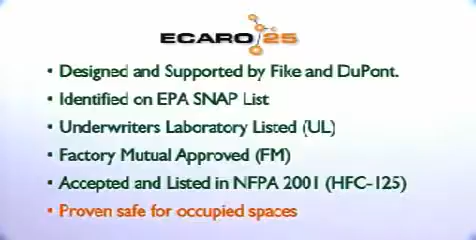 ECARO 25
• Designed and Supported by Fike and DuPont.
• Identified on EPA SNAP List
• Underwriters Laboratory Listed (UL)
• Factory Mutual Approved (FM)
• Accepted and Listed in NFPA 2001 (HFC-125)
• Proven safe for occupied spaces